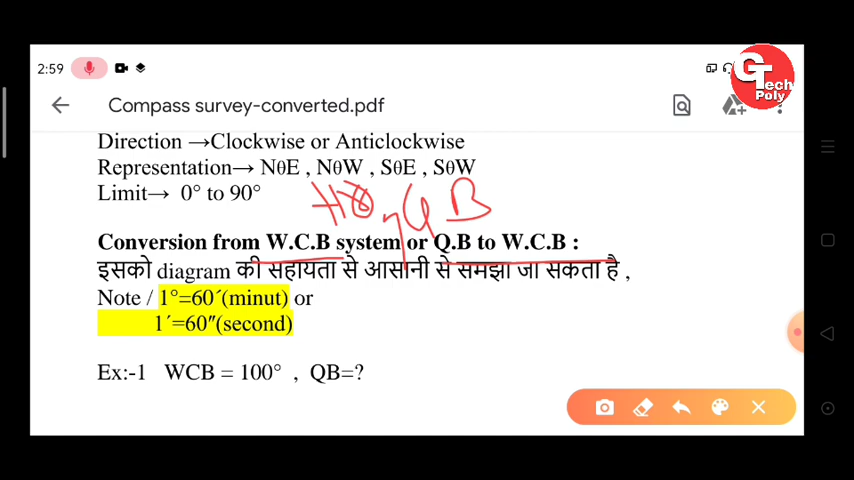 2:59
G
Tech
Poly
Compass survey-converted.pdf
Direction →Clockwise or Anticlockwise
Representation→ NθE , NθW , SθE , SθW
Limit→ 0° to 90°
QB
Conversion from W.C.B system or Q.B to W.C.B :
इसको diagram की सहायता से आसानी से समझा जा सकता है ,
Note / 1°=60´(minut) or
1´=60″(second)
Ex:-1 WCB = 100° , QB=?